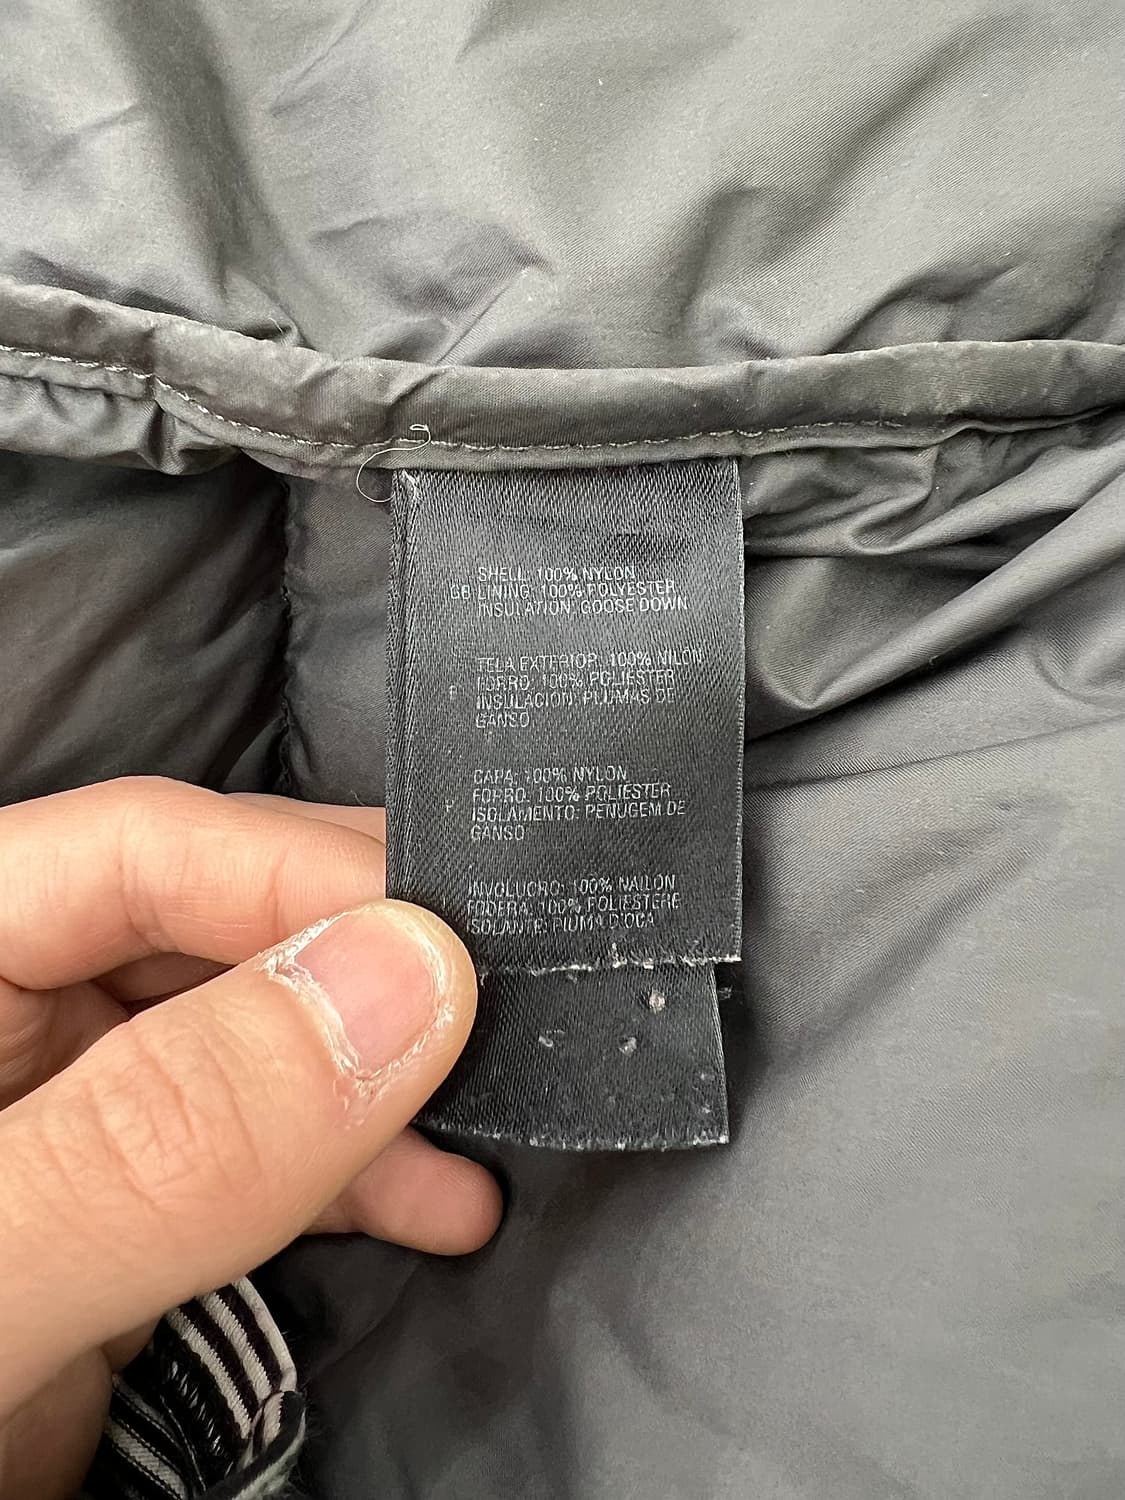 SHELL: 100% NYLON
GB LINING: 100% POLYESTER
INSULATION: GOOSE DOWN
TELA EXTERIOR: 100% NILON
FORRO: 100% POLIESTER
INSULACION: PLUMAS DE
GANSO
CAPA: 100% NYLON
P FORRO: 100% POLIESTER
ISOLAMENTO: PENUGEM DE
GANSO
INVOLUCRO: 100% NAILON
FODERA: 100% POLIESTERE
ISOLANTE: PIUMA D'OCA